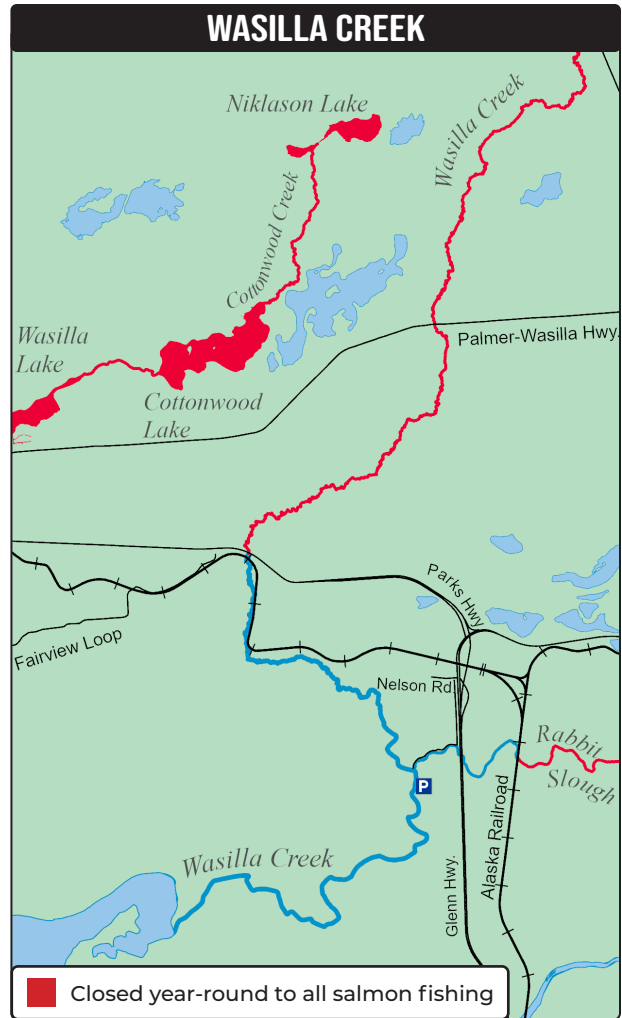 WASILLA CREEK
Niklason Lake
Wasilla Creek
Cottonwood Creek
Wasilla
Lake
Palmer-Wasilla Hwy.
Cottonwood
Lake
Parks Hwy
Fairview Loop
Nelson Rd
Rabbit
Slough
P
Alaska Railroad
Glenn Hwy.
Wasilla Creek
Closed year-round to all salmon fishing